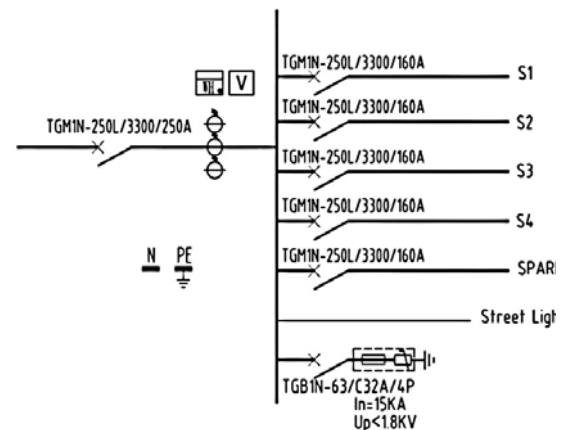 TGM1N-250L/3300/160A
S1
V
TGM1N-250L/3300/160A
S2
TGM1N-250L/3300/250A
TGM1N-250L/3300/160A
S3
TGM1N-250L/3300/160A
S4
N PE
TGM1N-250L/3300/160A
SPAR
Street Ligh
TGB1N-63/C32A/4P
In=15KA
Up<1.8KV